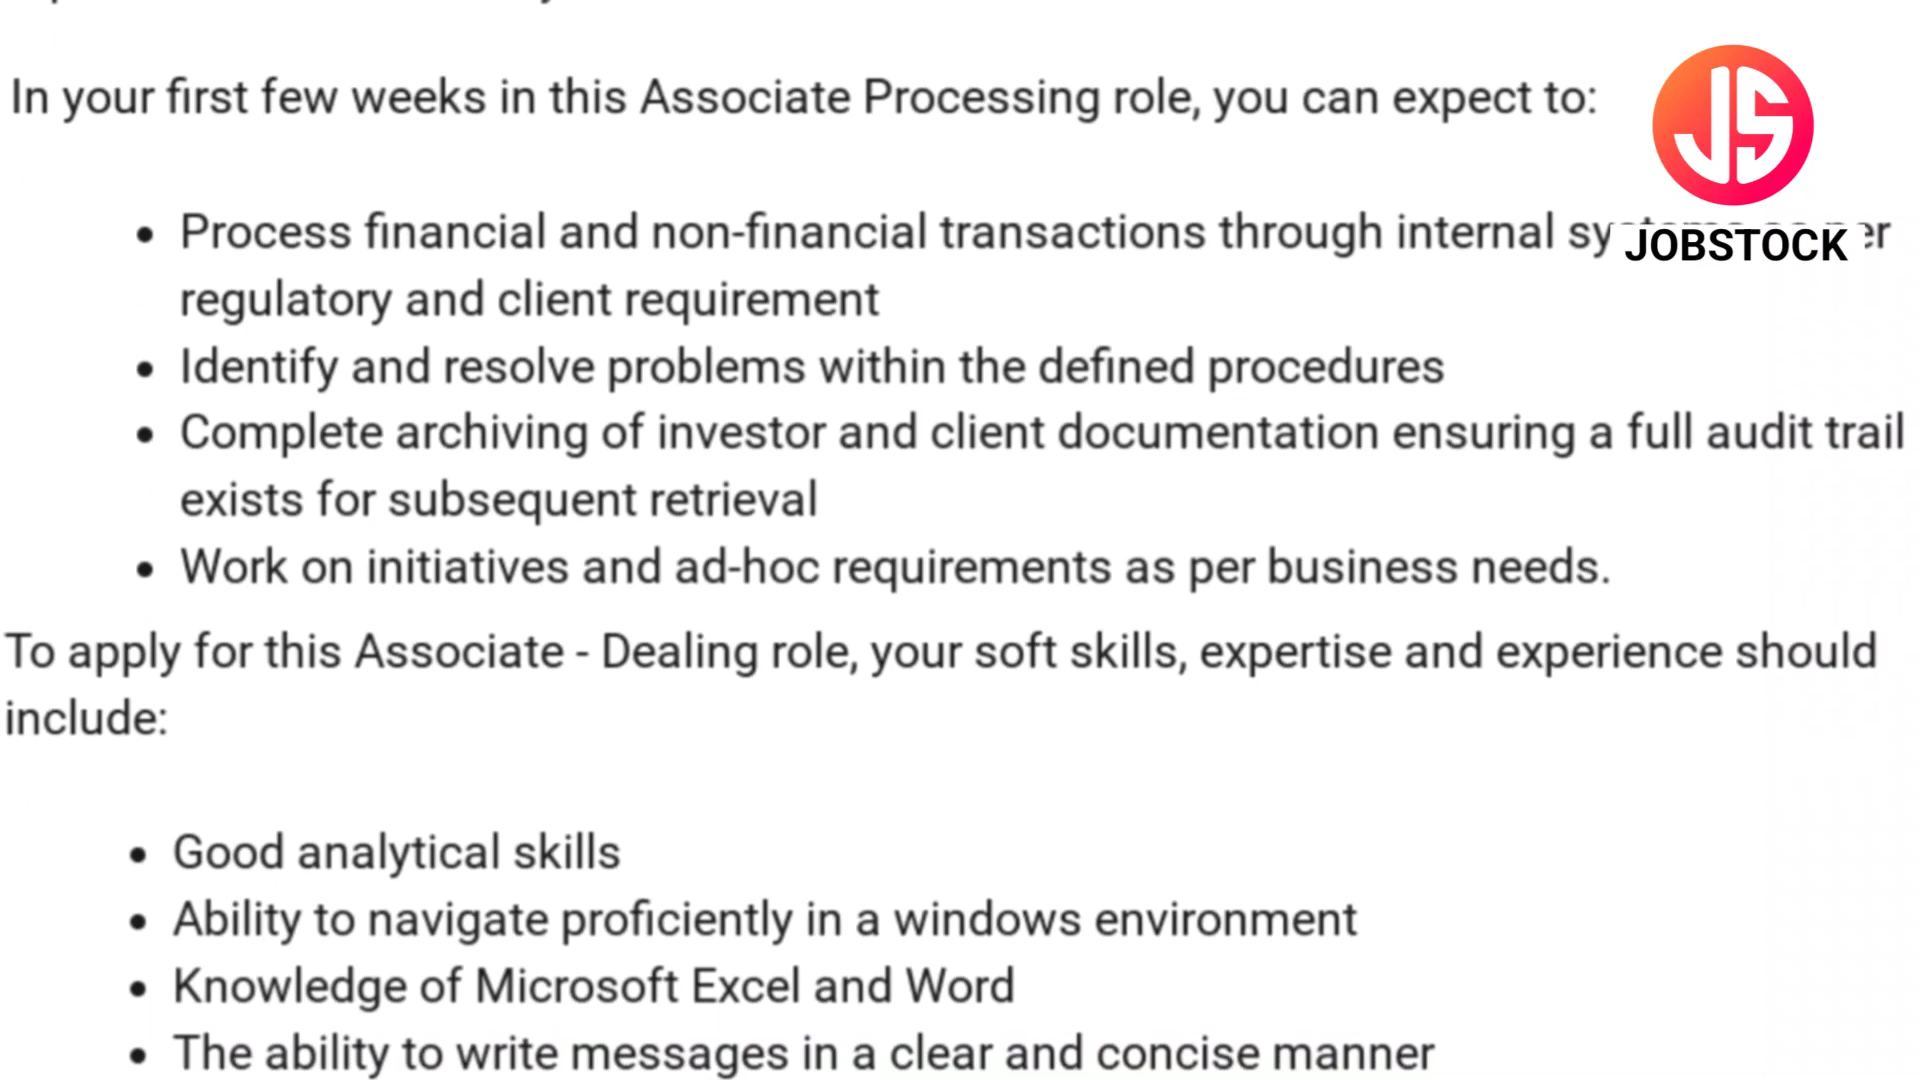 In your first few weeks in this Associate Processing role, you can expect to:
JS
Process financial and non-financial transactions through internal
JOBSTOCK
regulatory and client requirement
Identify and resolve problems within the defined procedures
Complete archiving of investor and client documentation ensuring a full audit trail
exists for subsequent retrieval
Work on initiatives and ad-hoc requirements as per business needs.
To apply for this Associate - Dealing role, your soft skills, expertise and experience should
include:
Good analytical skills
Ability to navigate proficiently in a windows environment
Knowledge of Microsoft Excel and Word
The ability to write messages in a clear and concise manner